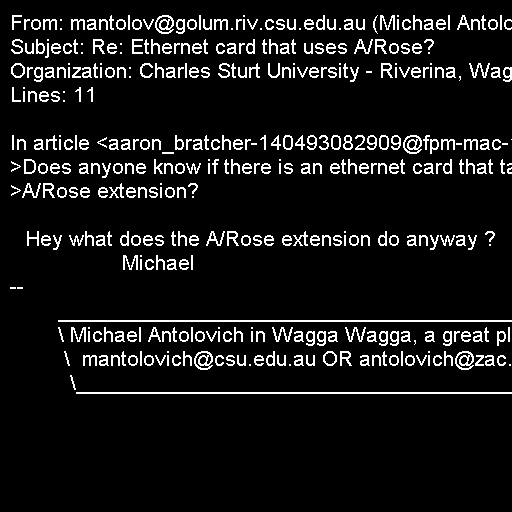 From: mantolov@golum.riv.csu.edu.au (Michael Antolo
Subject: Re: Ethernet card that uses A/Rose?
Organization: Charles Sturt University - Riverina, Wag
Lines: 11
In article <aaron_bratcher-140493082909@fpm-mac-
>Does anyone know if there is an ethernet card that ta
>A/Rose extension?
Hey what does the A/Rose extension do anyway ?
Michael
--
\ Michael Antolovich in Wagga Wagga, a great pl
\ mantolovich@csu.edu.au OR antolovich@zac.
\_____________________________________